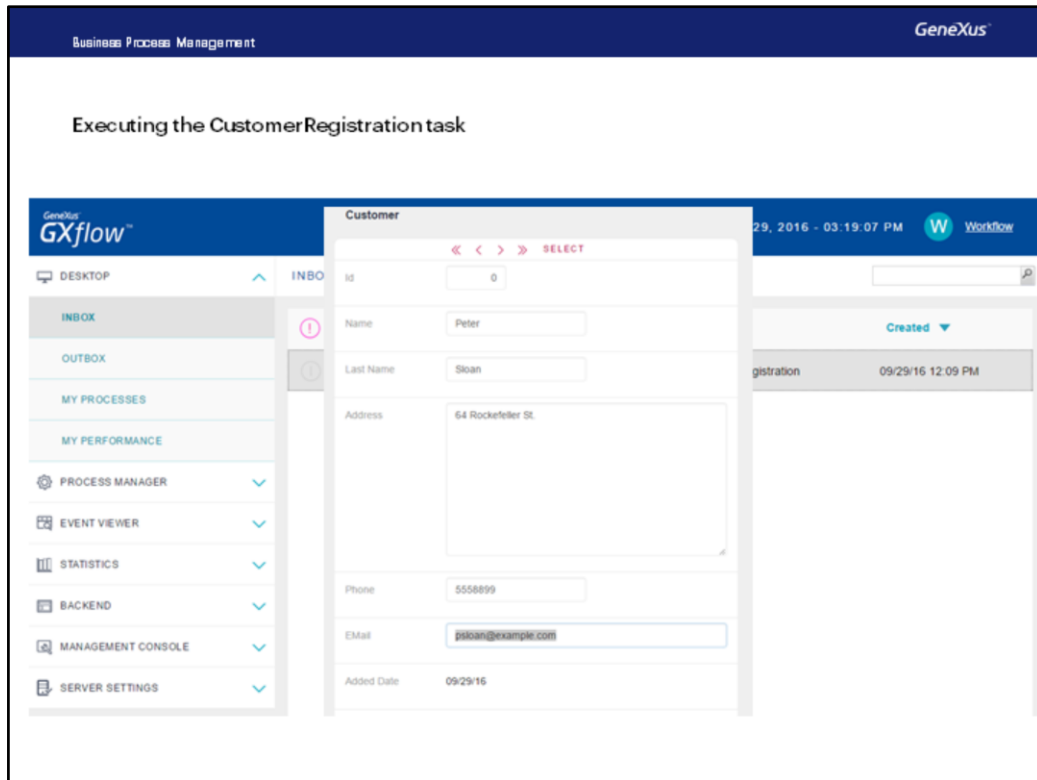 Business Process Management
GeneXus™
Executing the CustomerRegistration task
GeneXus
GXflow™
Customer
29, 2016 - 03:19:07 PM
W
Workflow
« < > » SELECT
DESKTOP
INBO
Id
0
INBOX
Name
Peter
Created
OUTBOX
Last Name
Sloan
gistration
09/29/16 12:09 PM
MY PROCESSES
Address
64 Rockefeller St.
MY PERFORMANCE
PROCESS MANAGER
EVENT VIEWER
STATISTICS
Phone
5558899
BACKEND
EMail
psloan@example.com
MANAGEMENT CONSOLE
Added Date
09/29/16
SERVER SETTINGS